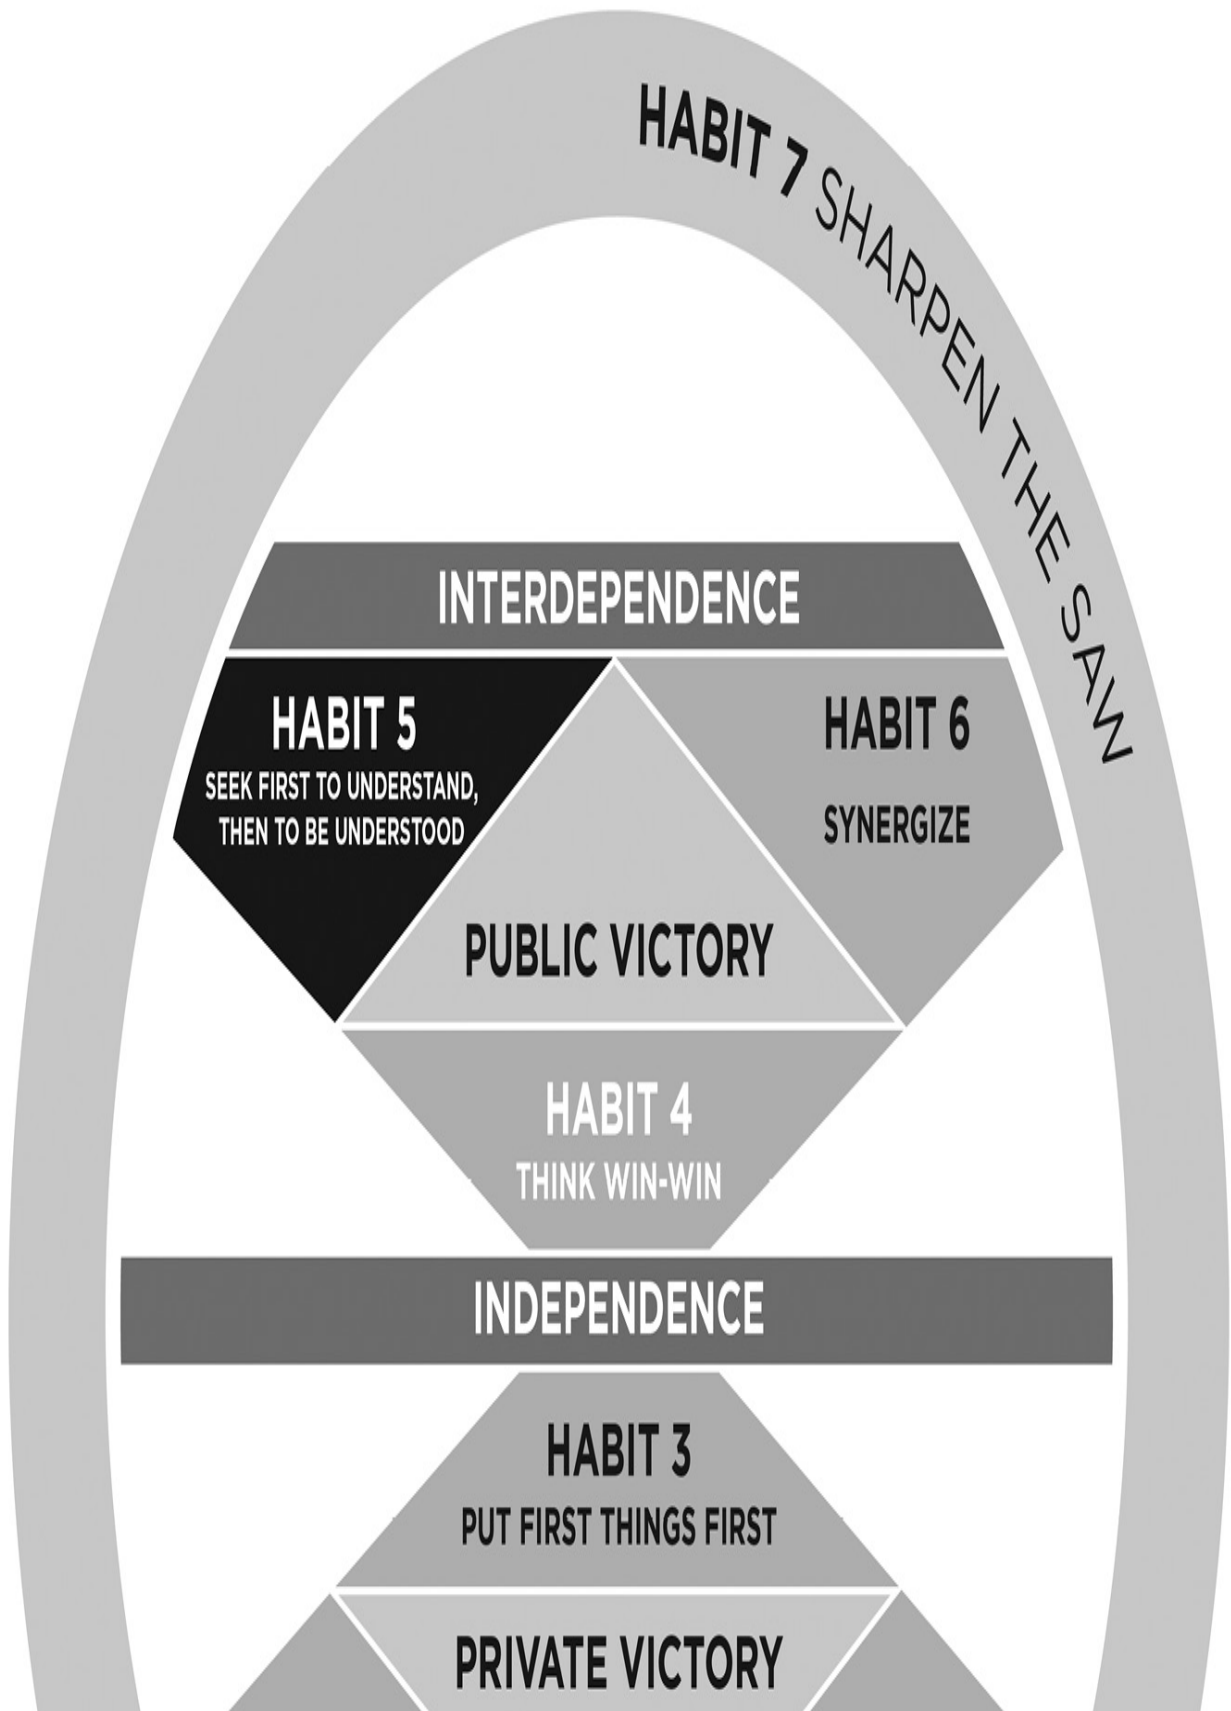 HABIT 7 SHARPEN THE SAW
INTERDEPENDENCE
HABIT 5
SEEK FIRST TO UNDERSTAND,
THEN TO BE UNDERSTOOD
HABIT 6
SYNERGIZE
PUBLIC VICTORY
HABIT 4
THINK WIN-WIN
INDEPENDENCE
HABIT 3
PUT FIRST THINGS FIRST
PRIVATE VICTORY